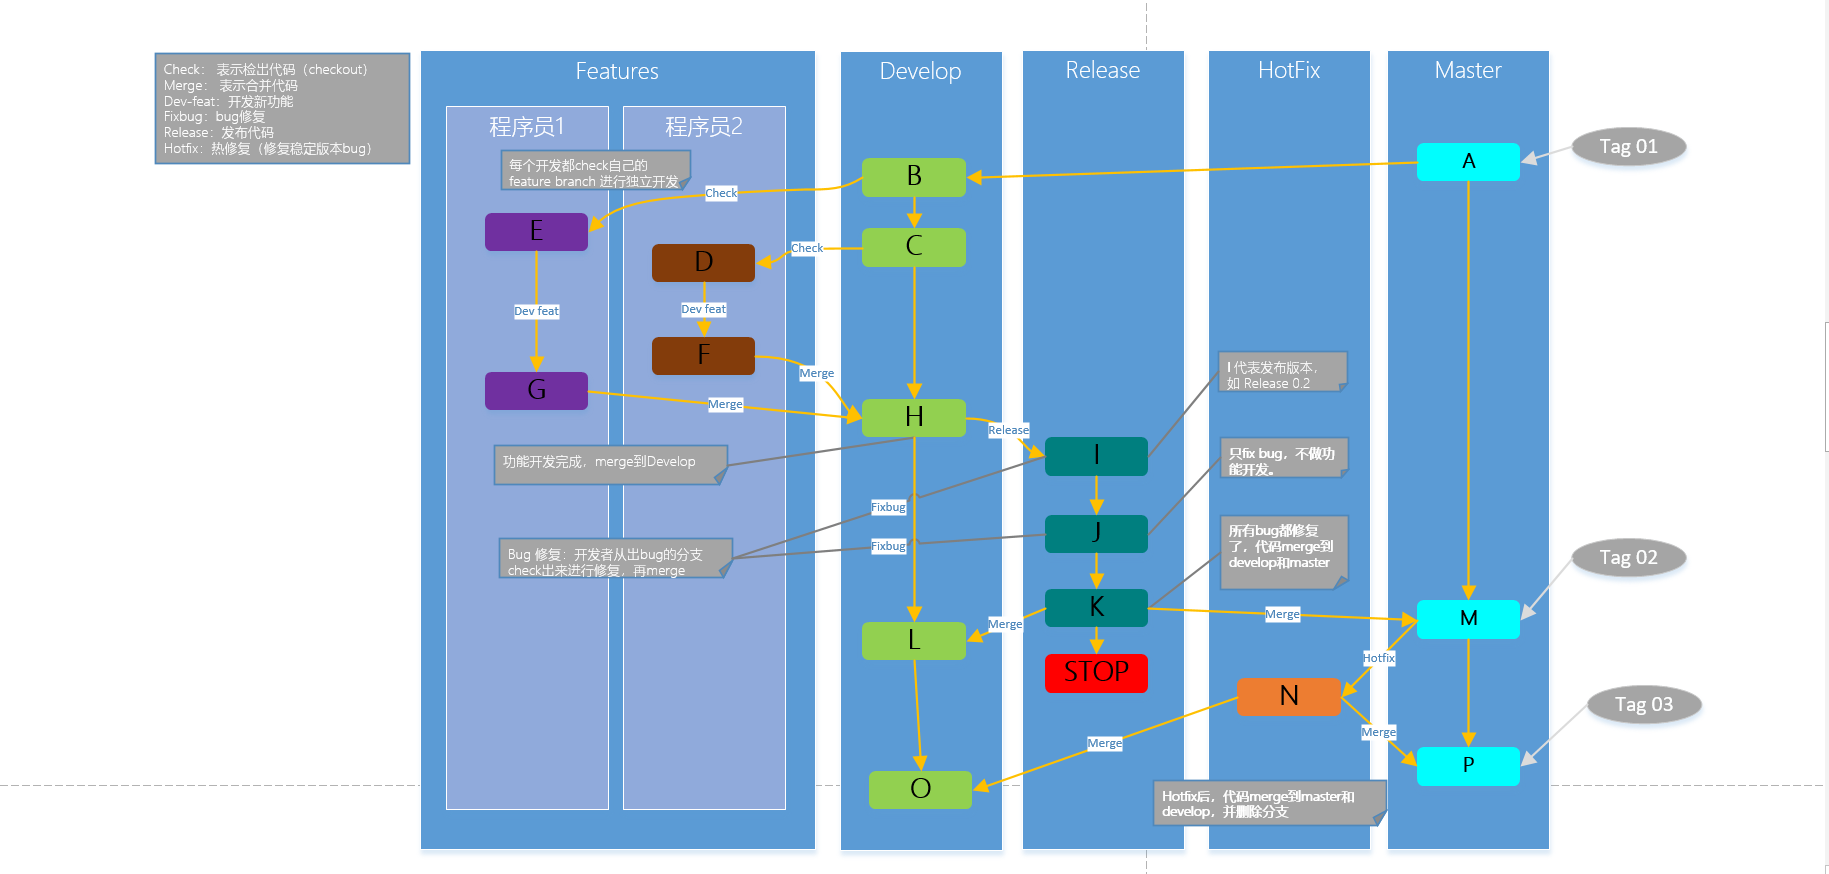 Check： 表示检出代码（checkout）
Merge： 表示合并代码
Dev-feat：开发新功能
Fixbug：bug修复
Release：发布代码
Hotfix：热修复（修复稳定版本bug）
Features
Develop
Release
HotFix
Master
程序员1
程序员2
每个开发都check自己的
feature branch 进行独立开发
Tag 01
A
B
Check
E
C
Check
D
Dev feat
Dev feat
F
Merge
G
Merge
H
Release
I 代表发布版本，
如 Release 0.2
功能开发完成，merge到Develop
I
只fix bug，不做功
能开发。
Fixbug
J
所有bug都修复
了，代码merge到
develop和master
Fixbug
Bug 修复：开发者从出bug的分支
check出来进行修复，再merge
Tag 02
K
Merge
Merge
M
L
Hotfix
STOP
N
Tag 03
Merge
Merge
P
O
Hotfix后，代码merge到master和
develop，并删除分支